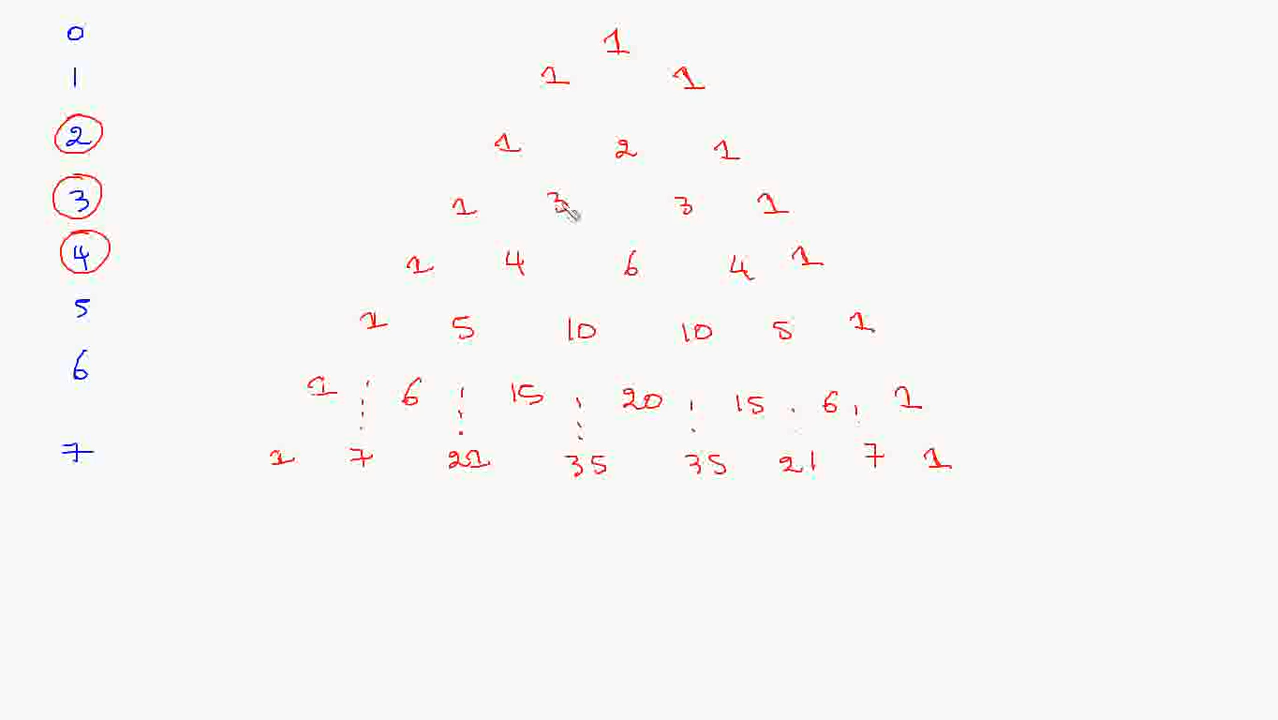 0 1
1 1 1
2 1 2 1
3 1 3 3 1
4 1 4 6 4 1
5 1 5 10 10 5 1
6 1 6 15 20 15 6 1
7 1 7 21 35 35 21 7 1